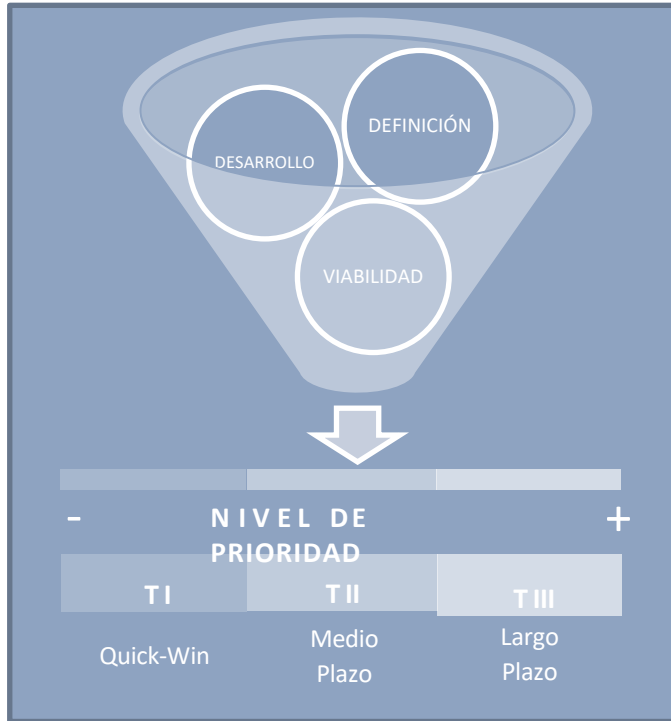 DEFINICIÓN
DESARROLLO
VIABILIDAD
- NIVEL DE +
PRIORIDAD
T I T II T III
Quick-Win Medio Largo
Plazo Plazo